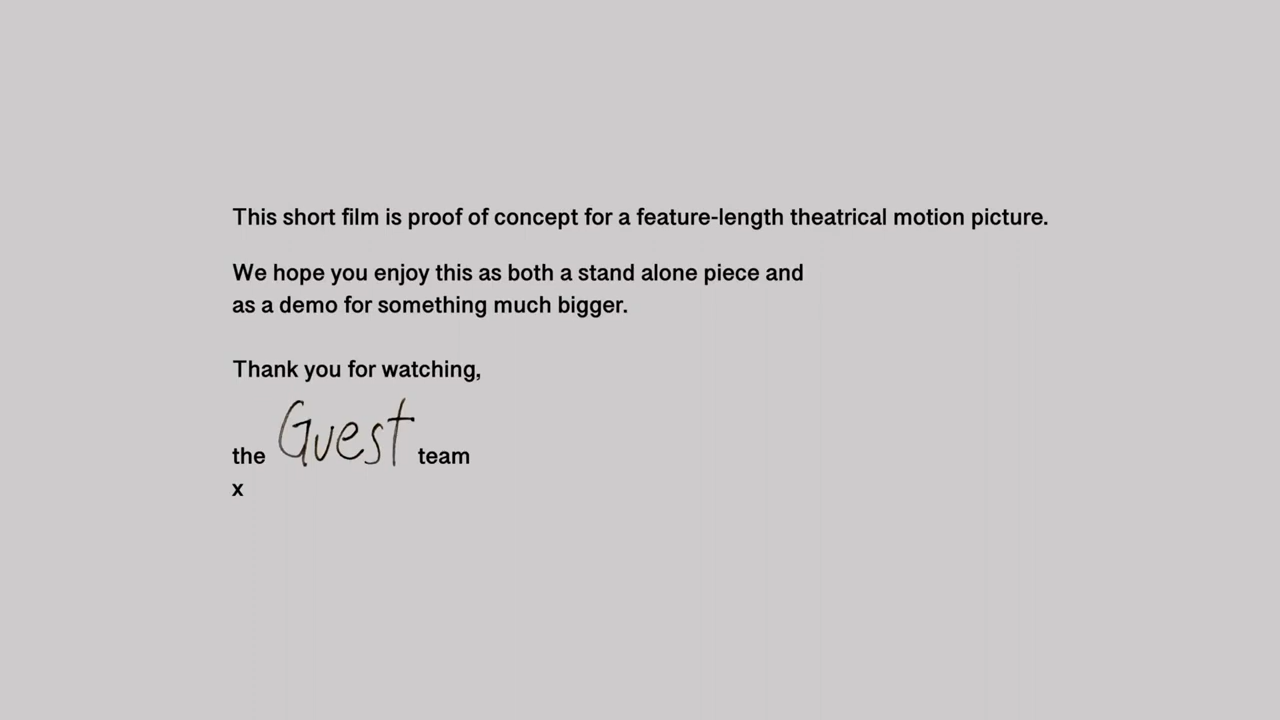 This short film is proof of concept for a feature-length theatrical motion picture.
We hope you enjoy this as both a stand alone piece and
as a demo for something much bigger.
Thank you for watching,
the Guest team
x